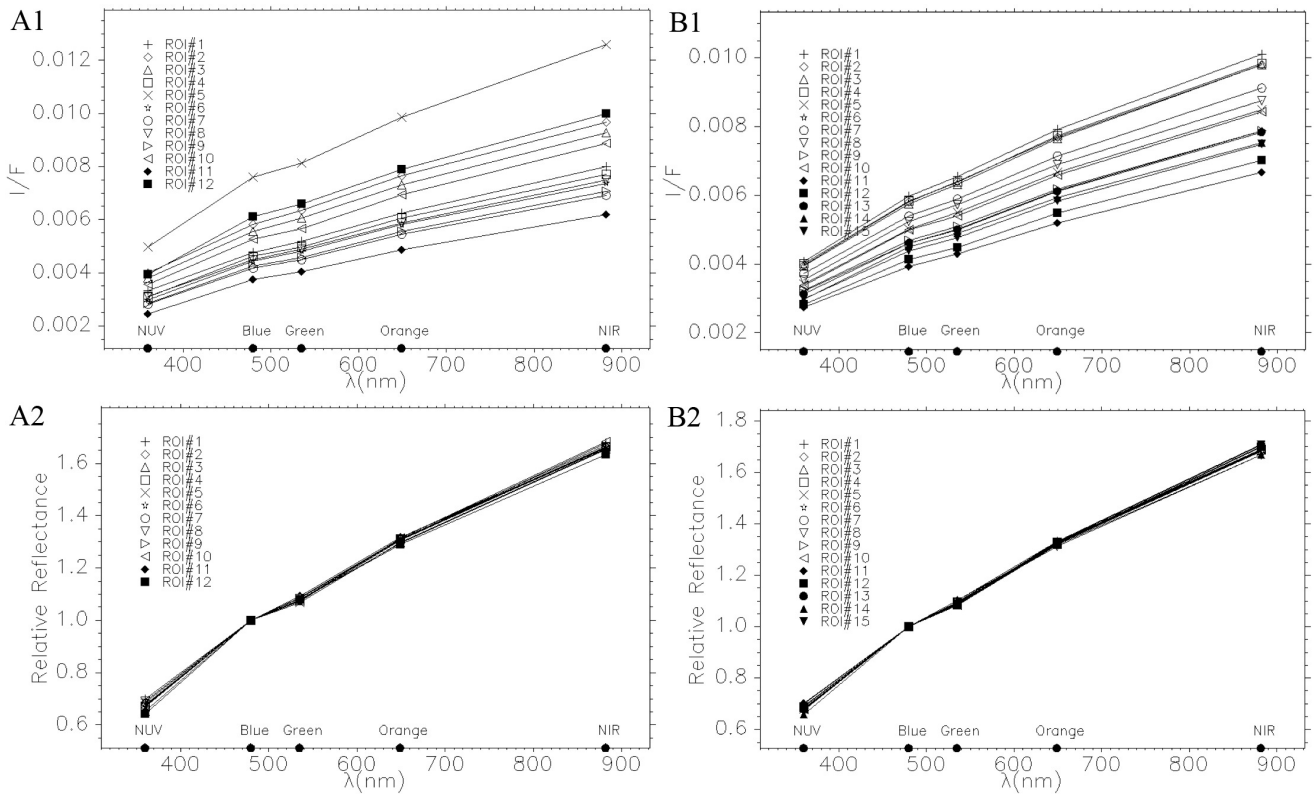 A1
I/F
0.012
0.010
0.008
0.006
0.004
0.002
ROI#1
ROI#2
ROI#3
ROI#4
ROI#5
ROI#6
ROI#7
ROI#8
ROI#9
ROI#10
ROI#11
ROI#12
NUV Blue Green Orange NIR
400 500 600 700 800 900
λ(nm)
B1
I/F
0.010
0.008
0.006
0.004
0.002
ROI#1
ROI#2
ROI#3
ROI#4
ROI#5
ROI#6
ROI#7
ROI#8
ROI#9
ROI#10
ROI#11
ROI#12
ROI#13
ROI#14
ROI#15
NUV Blue Green Orange NIR
400 500 600 700 800 900
λ(nm)
A2
Relative Reflectance
1.6
1.4
1.2
1.0
0.8
0.6
ROI#1
ROI#2
ROI#3
ROI#4
ROI#5
ROI#6
ROI#7
ROI#8
ROI#9
ROI#10
ROI#11
ROI#12
NUV Blue Green Orange NIR
400 500 600 700 800 900
λ(nm)
B2
Relative Reflectance
1.8
1.6
1.4
1.2
1.0
0.8
0.6
ROI#1
ROI#2
ROI#3
ROI#4
ROI#5
ROI#6
ROI#7
ROI#8
ROI#9
ROI#10
ROI#11
ROI#12
ROI#13
ROI#14
ROI#15
NUV Blue Green Orange NIR
400 500 600 700 800 900
λ(nm)